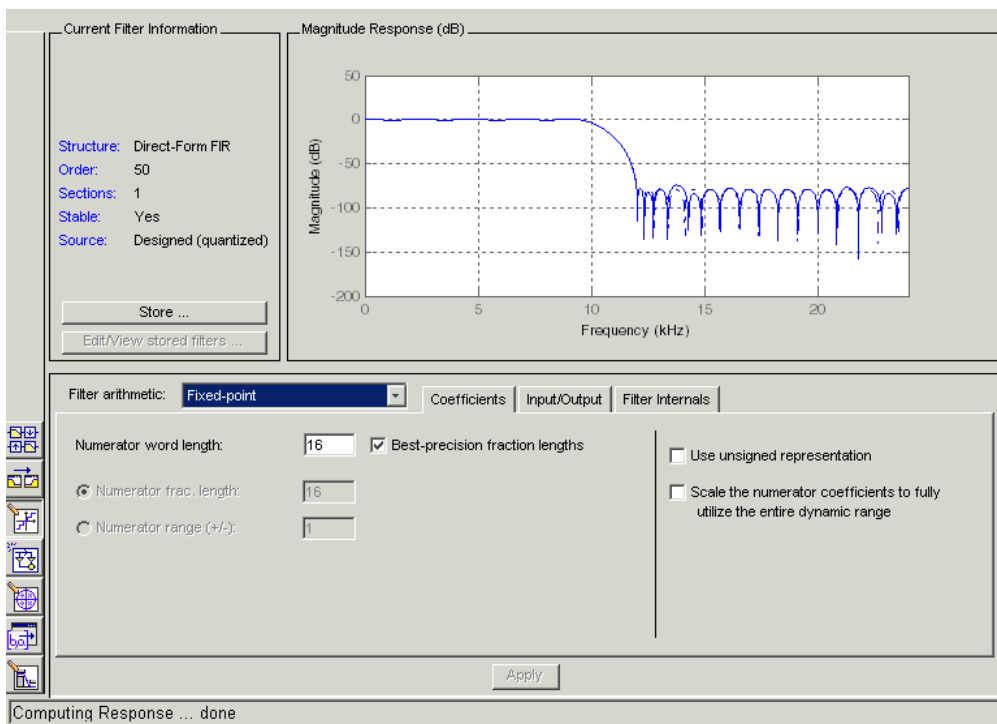 Current Filter Information
Structure: Direct-Form FIR
Order: 50
Sections: 1
Stable: Yes
Source: Designed (quantized)
Store ...
Edit/View stored filters ...
Magnitude Response (dB)
Magnitude (dB)
50
0
-50
-100
-150
-200
0 5 10 15 20
Frequency (kHz)
Filter arithmetic: Fixed-point
Coefficients Input/Output Filter Internals
Numerator word length: 16 Best-precision fraction lengths
Numerator frac. length: 16
Numerator range (+/-): 1
Use unsigned representation
Scale the numerator coefficients to fully
utilize the entire dynamic range
[b,a]
Apply
Computing Response ... done